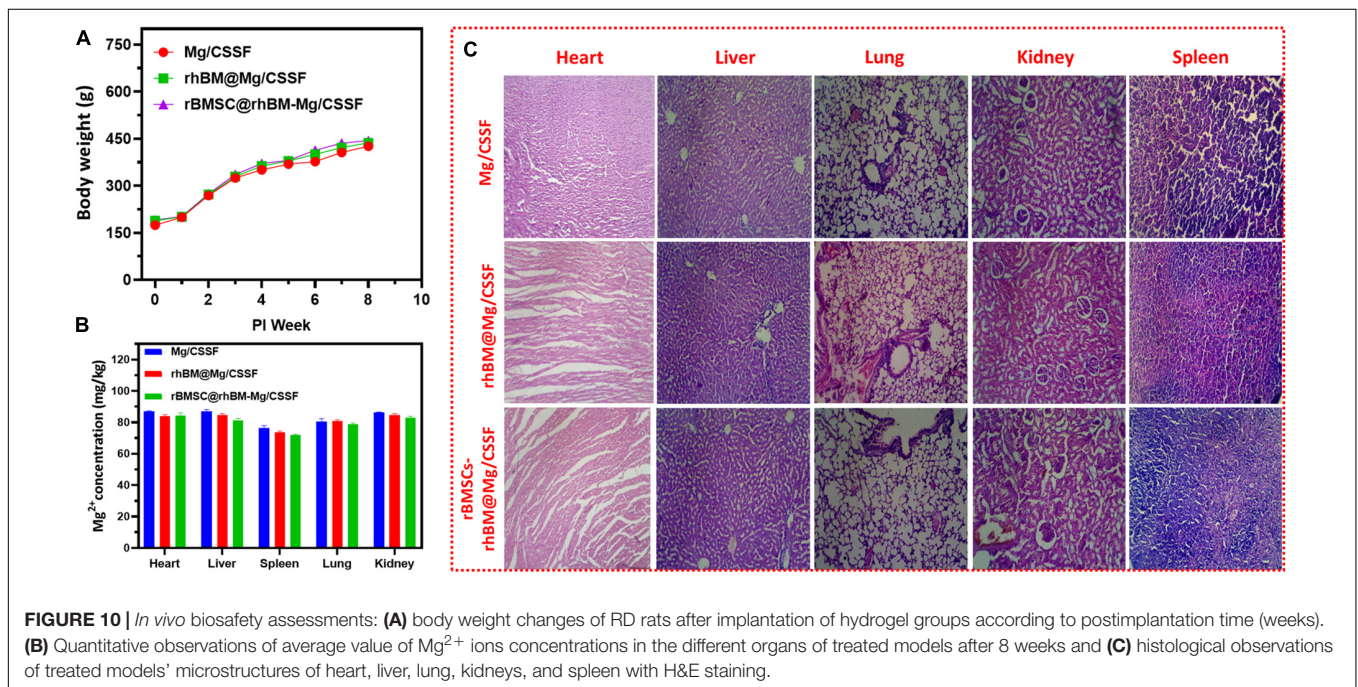 A
Body weight (g)
750
600
450
300
150
0
Mg/CSSF
rhBM@Mg/CSSF
rBMSC@rhBM-Mg/CSSF
0 2 4 6 8 10
PI Week
B
Mg2+ concentration (mg/kg)
120
100
80
60
40
20
0
Mg/CSSF
rhBM@Mg/CSSF
rBMSC@rhBM-Mg/CSSF
Heart Liver Spleen Lung Kidney
C
Heart Liver Lung Kidney Spleen
Mg/CSSF
rhBM@Mg/CSSF
rBMSCs-
rhBM@Mg/CSSF
FIGURE 10 | In vivo biosafety assessments: (A) body weight changes of RD rats after implantation of hydrogel groups according to postimplantation time (weeks).
(B) Quantitative observations of average value of Mg2+ ions concentrations in the different organs of treated models after 8 weeks and (C) histological observations
of treated models' microstructures of heart, liver, lung, kidneys, and spleen with H&E staining.